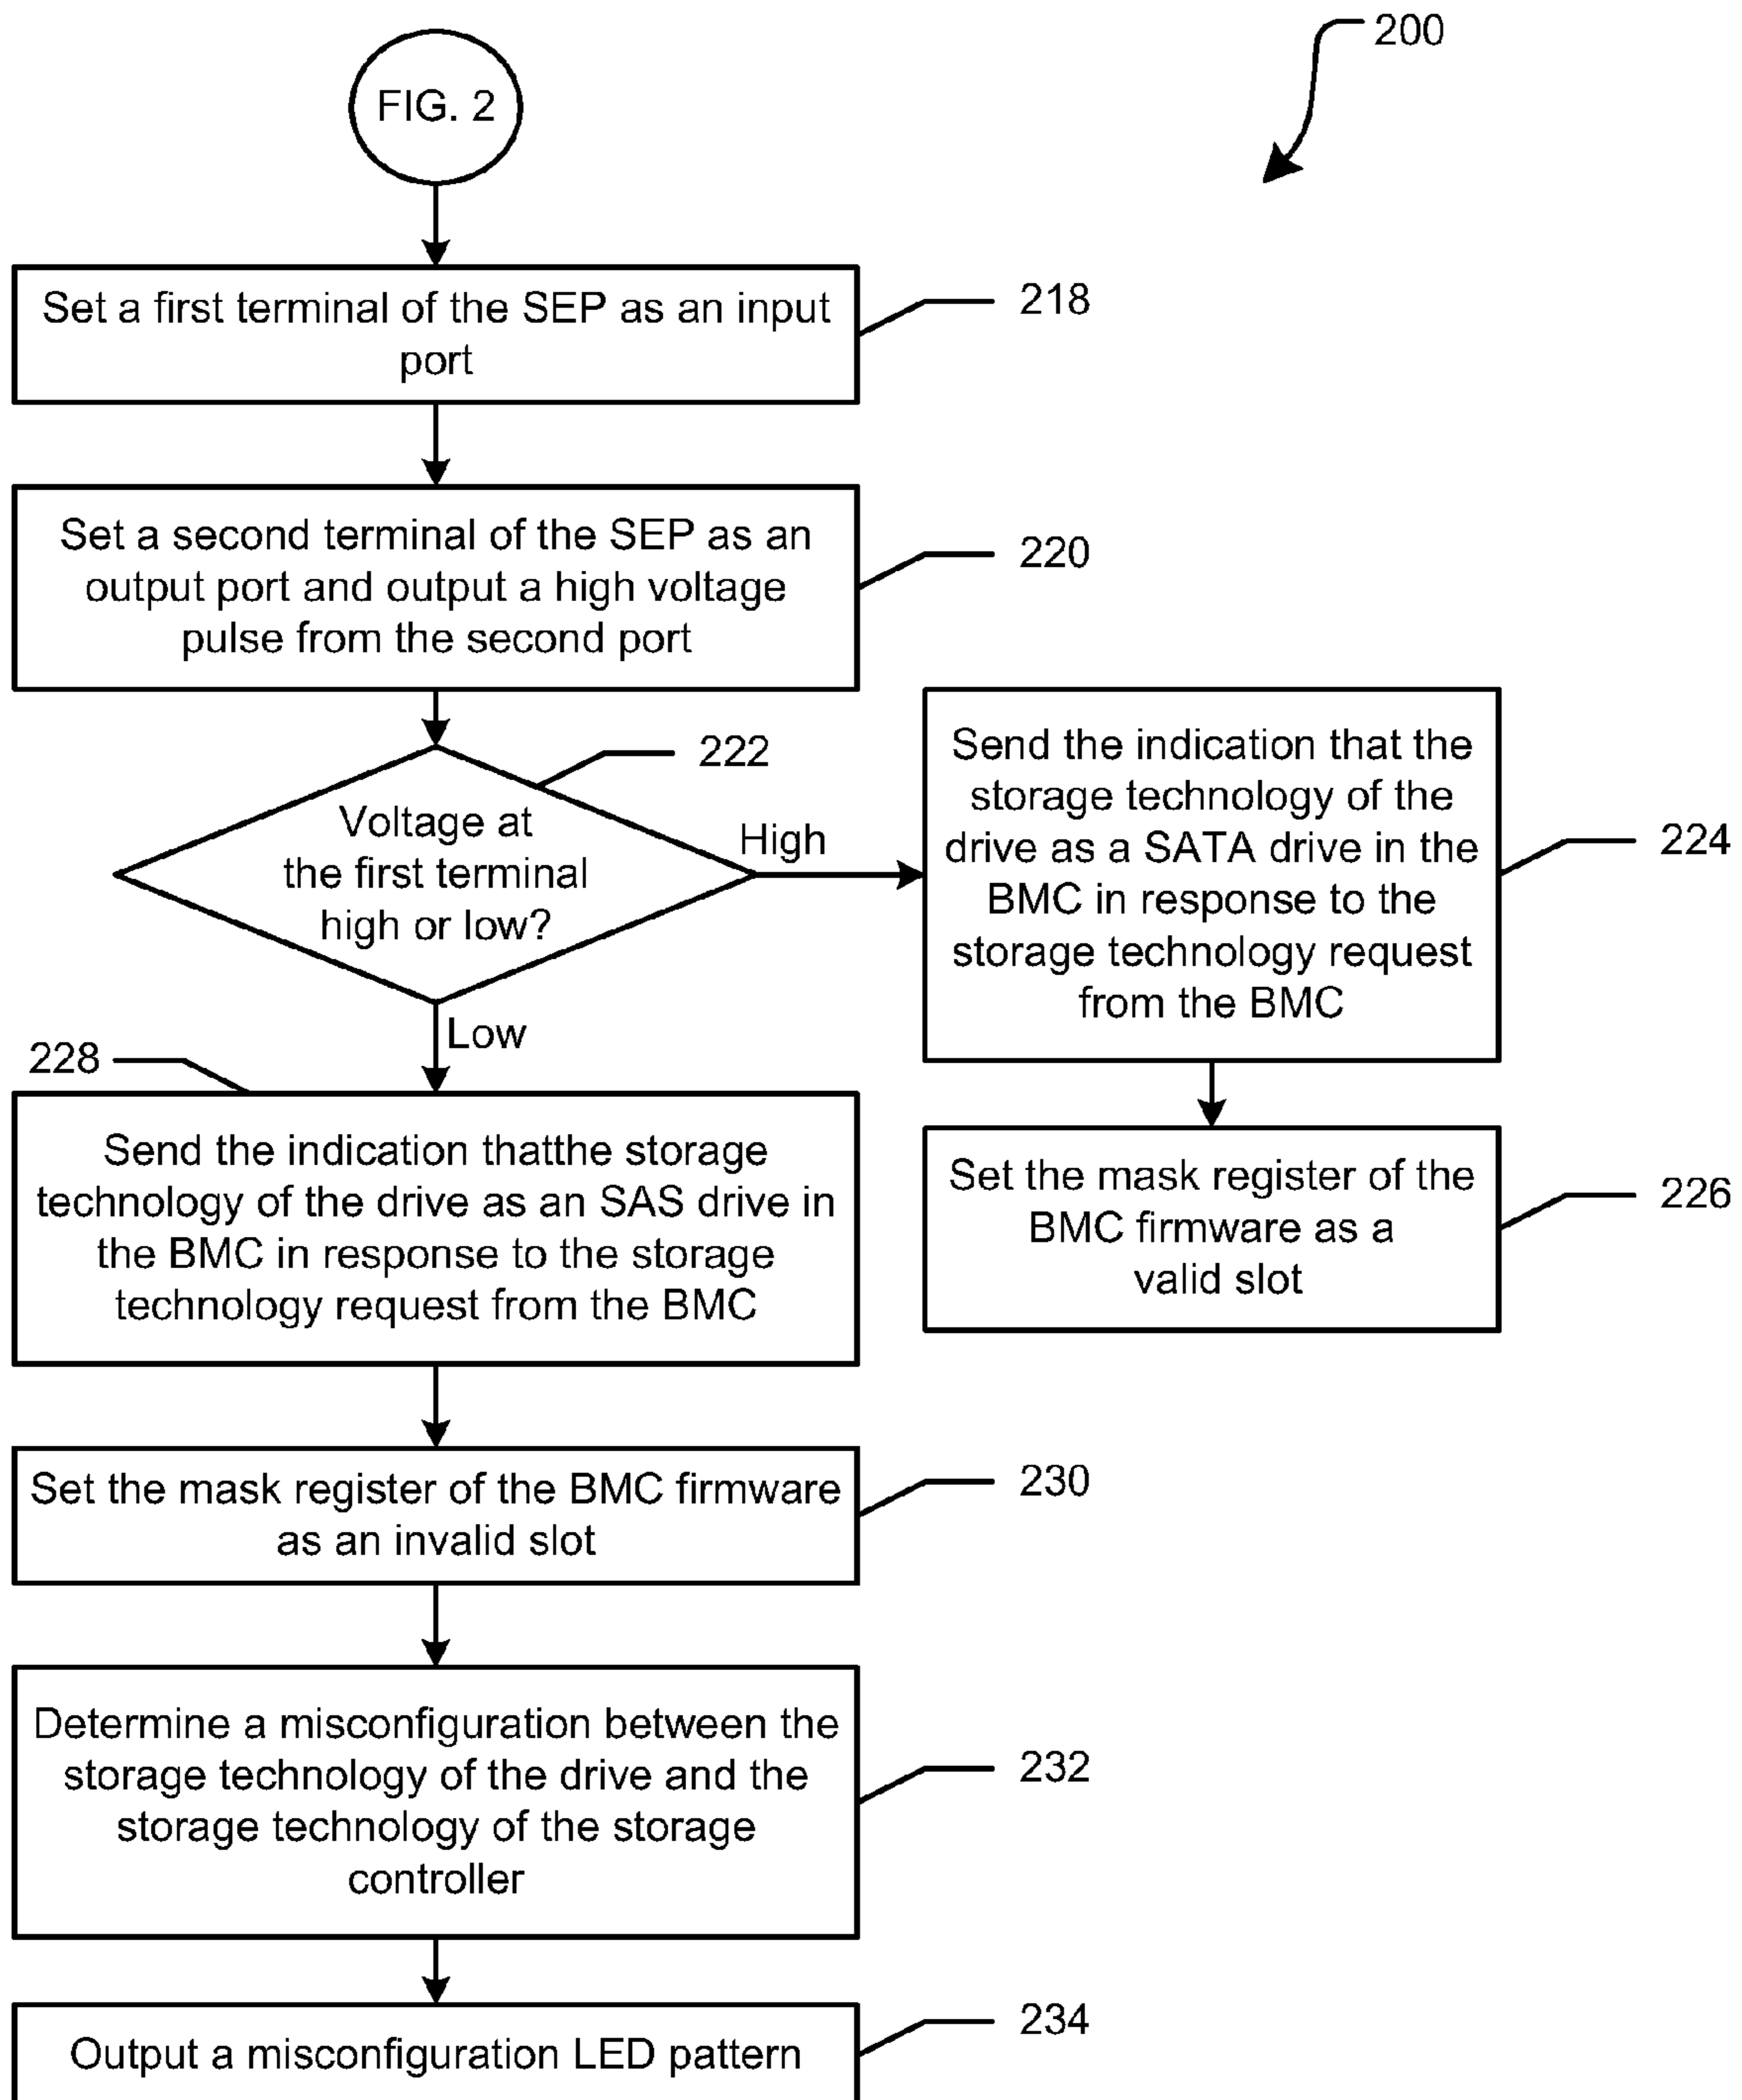 200
FIG. 2
Set a first terminal of the SEP as an input
port
218
Set a second terminal of the SEP as an
output port and output a high voltage
pulse from the second port
220
222
Voltage at
the first terminal
high or low?
High
Low
Send the indication that the
storage technology of the
drive as a SATA drive in the
BMC in response to the
storage technology request
from the BMC
224
Set the mask register of the
BMC firmware as a
valid slot
226
228
Send the indication thatthe storage
technology of the drive as an SAS drive in
the BMC in response to the storage
technology request from the BMC
Set the mask register of the BMC firmware
as an invalid slot
230
Determine a misconfiguration between the
storage technology of the drive and the
storage technology of the storage
controller
232
Output a misconfiguration LED pattern
234